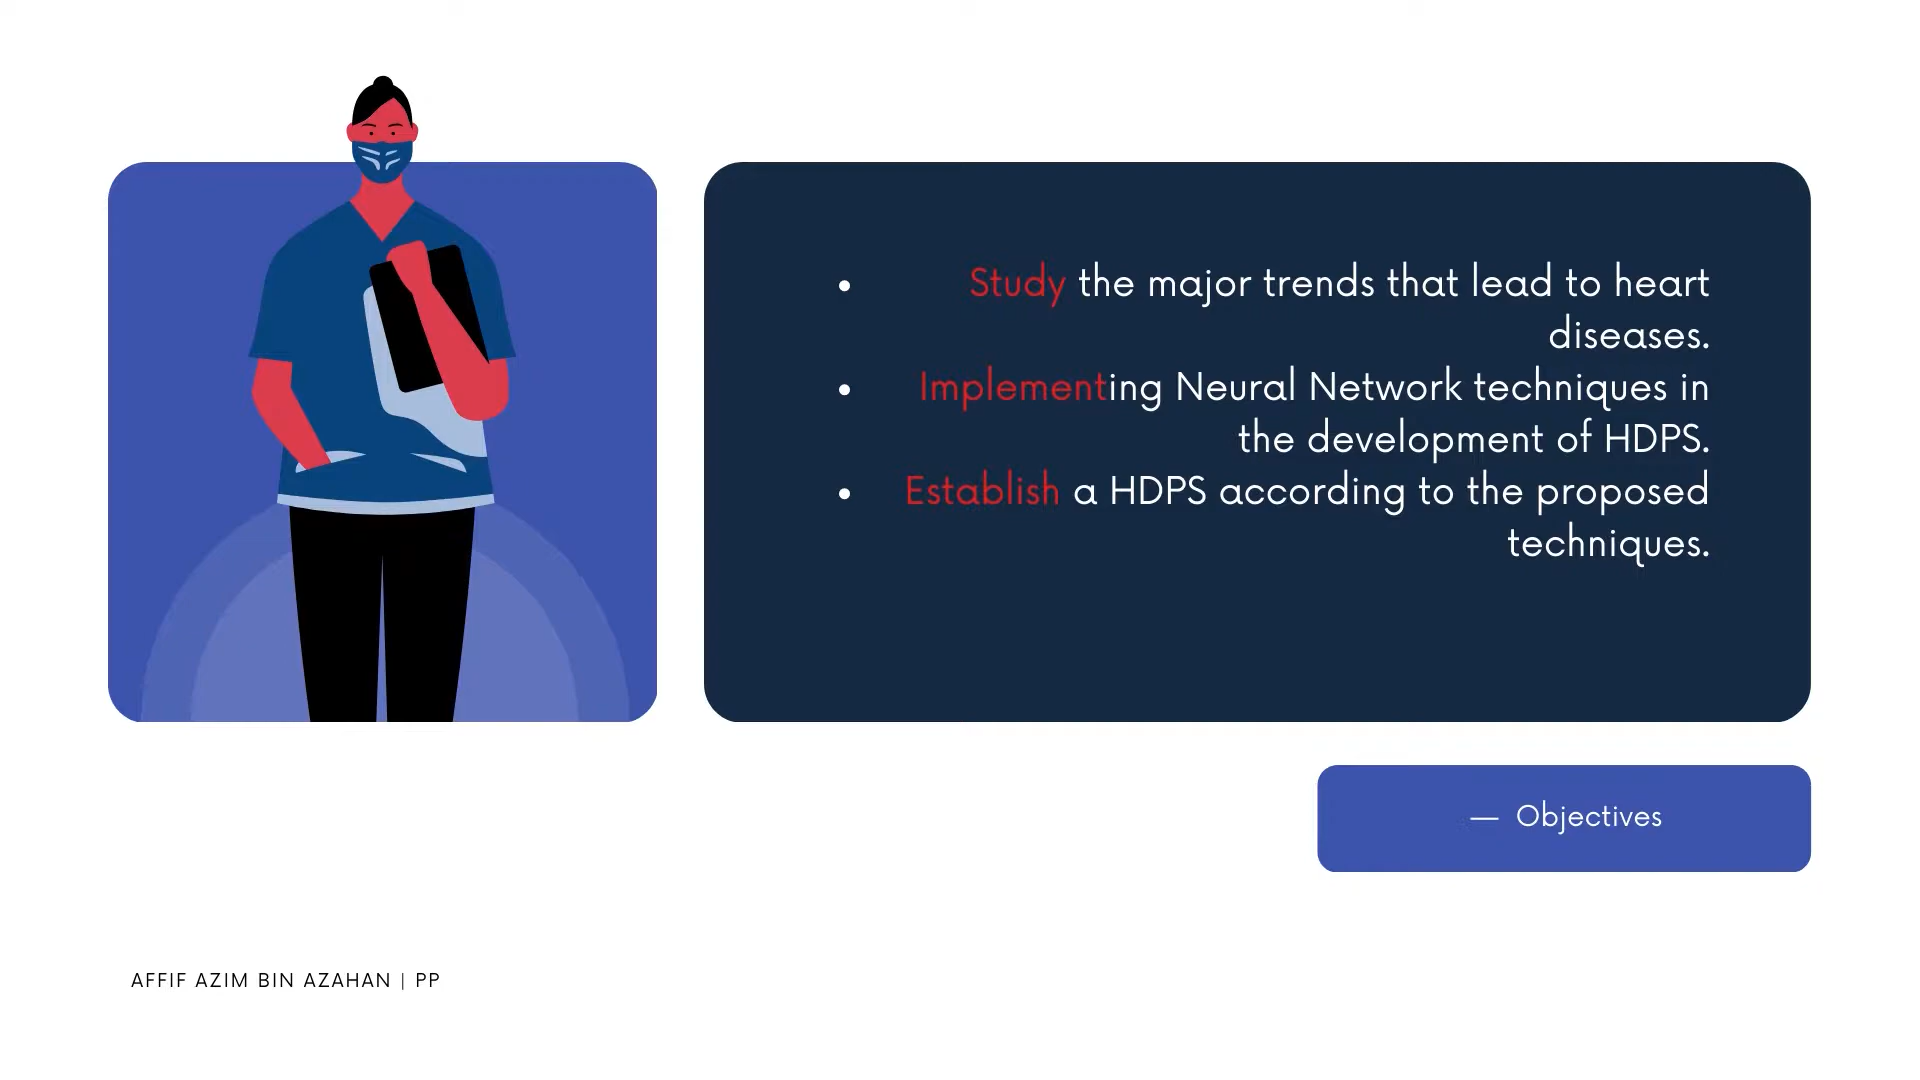 • Study the major trends that lead to heart
diseases.
• Implementing Neural Network techniques in
the development of HDPS.
• Establish a HDPS according to the proposed
techniques.
— Objectives
AFFIF AZIM BIN AZAHAN | PP